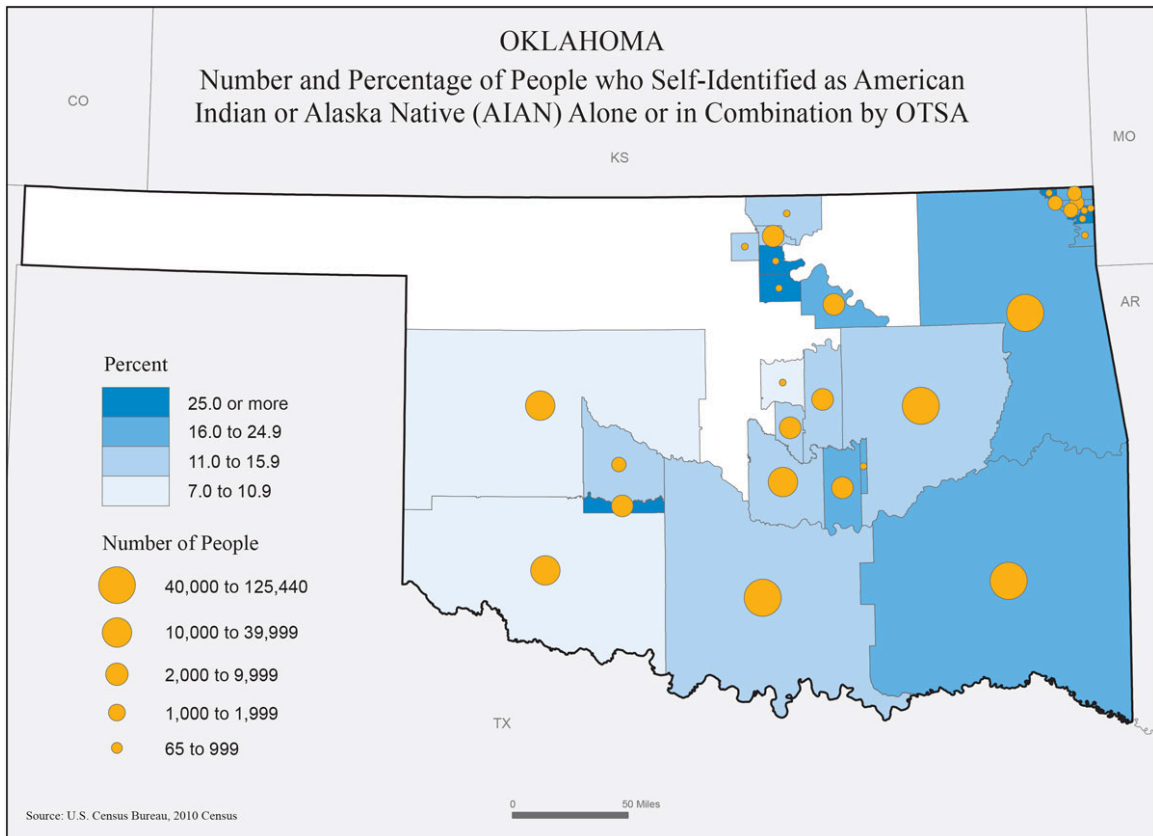 OKLAHOMA
Number and Percentage of People who Self-Identified as American
Indian or Alaska Native (AIAN) Alone or in Combination by OTSA
CO
KS
MO
AR
Percent
25.0 or more
16.0 to 24.9
11.0 to 15.9
7.0 to 10.9
Number of People
40,000 to 125,440
10,000 to 39,999
2,000 to 9,999
1,000 to 1,999
65 to 999
TX
0 50 Miles
Source: U.S. Census Bureau, 2010 Census